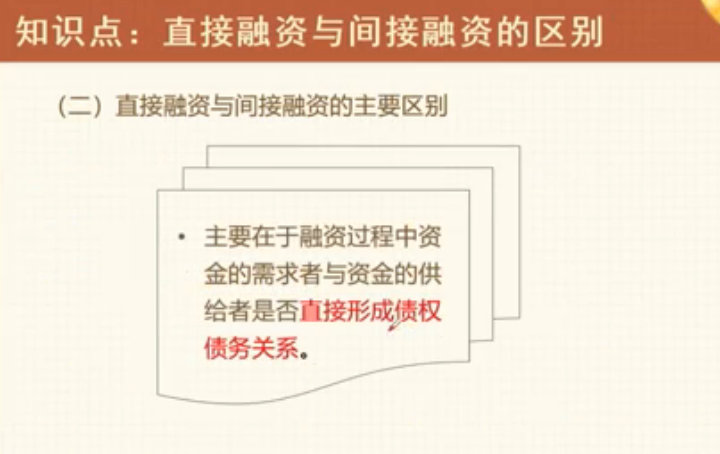 知识点：直接融资与间接融资的区别
（二）直接融资与间接融资的主要区别
• 主要在于融资过程中资
金的需求者与资金的供
给者是否直接形成债权
债务关系。